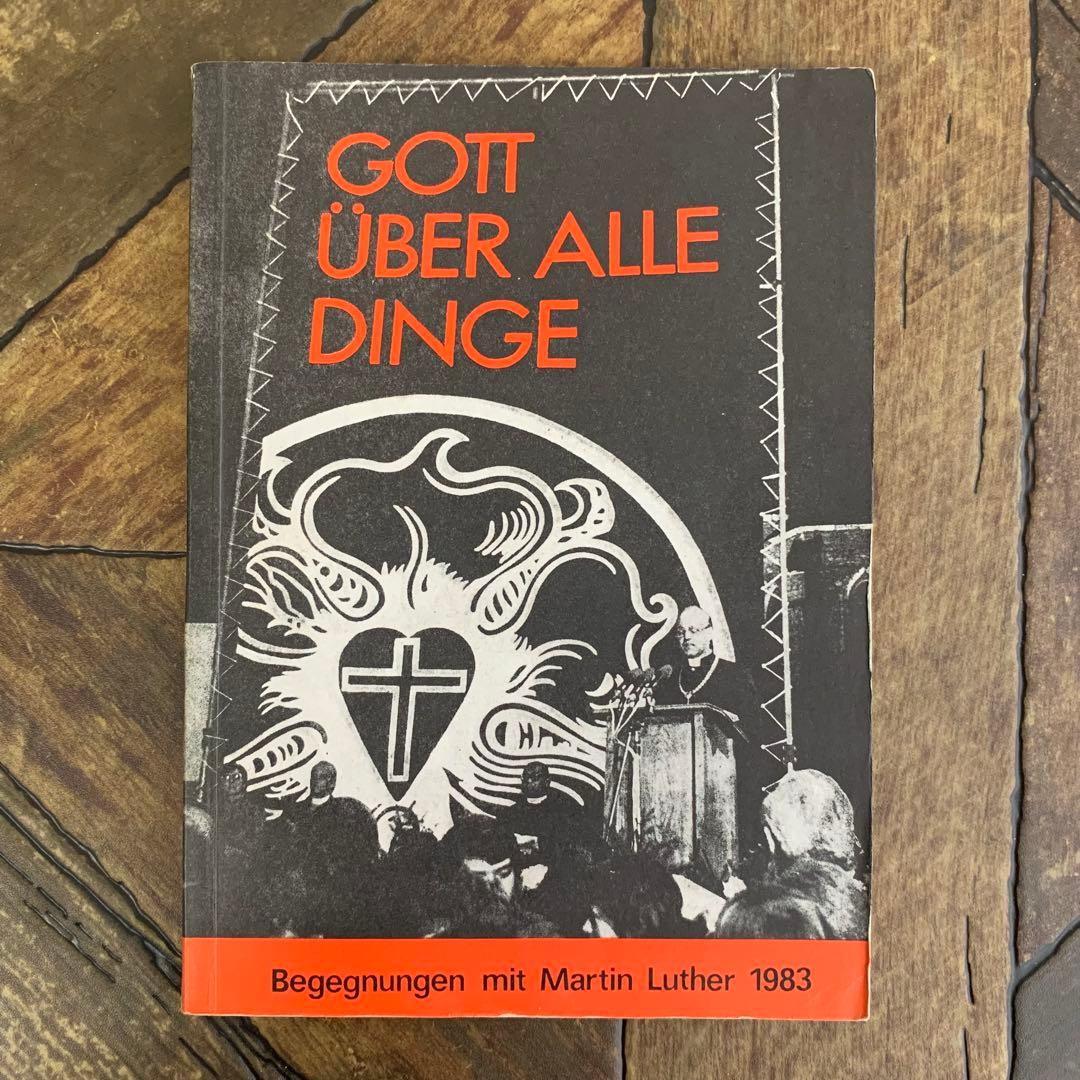 GOTT
ÜBER ALLE
DINGE
Begegnungen mit Martin Luther 1983